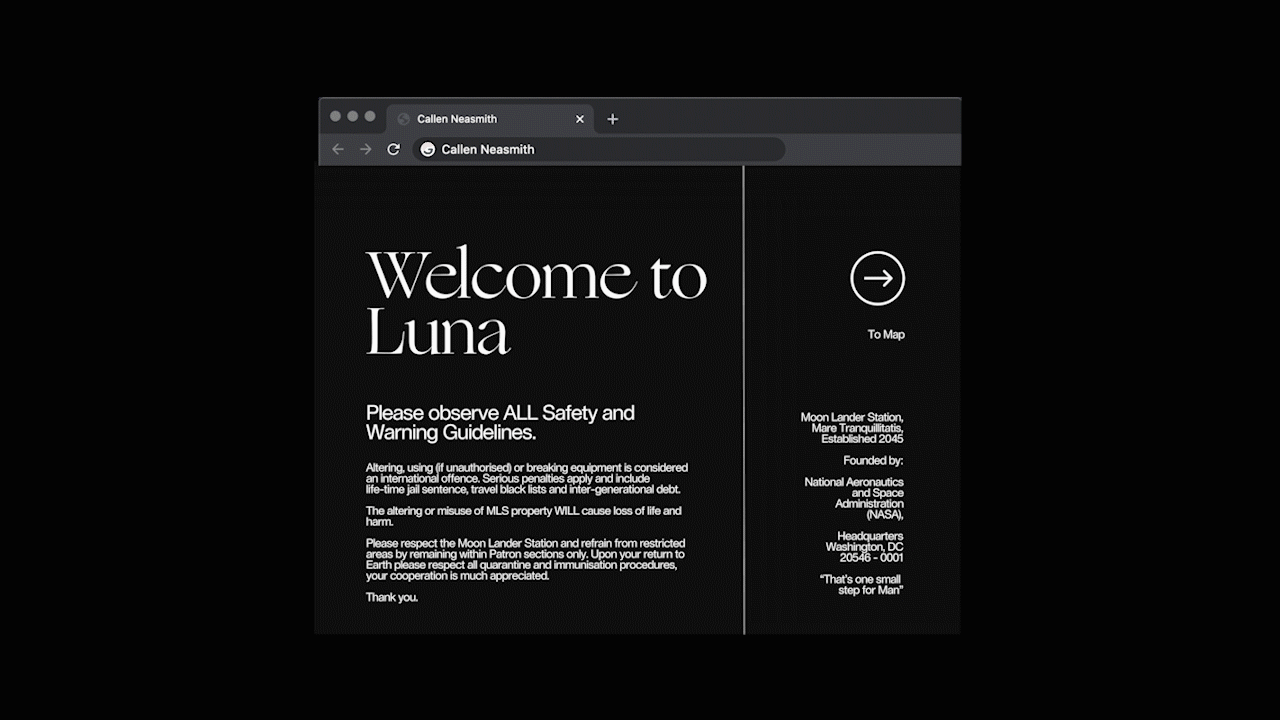 Callen Neasmith
Callen Neasmith
Welcome to
Luna
Please observe ALL Safety and
Warning Guidelines.
Altering, using (if unauthorised) or breaking equipment is considered
an international offence. Serious penalties apply and include
life-time jail sentence, travel black lists and inter-generational debt.
The altering or misuse of MLS property WILL cause loss of life and
harm.
Please respect the Moon Lander Station and refrain from restricted
areas by remaining within Patron sections only. Upon your return to
Earth please respect all quarantine and immunisation procedures,
your cooperation is much appreciated.
Thank you.
To Map
Moon Lander Station,
Mare Tranquillitatis,
Established 2045
Founded by:
National Aeronautics
and Space
Administration
(NASA),
Headquarters
Washington, DC
20546 - 0001
“That’s one small
step for Man”